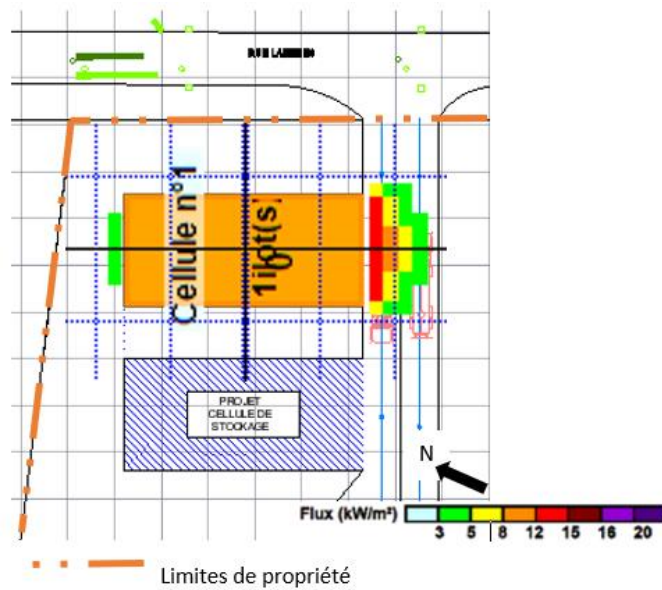 Cellule n°1
1ilot(s)
0
PROJET
CELLULE DE
STOCKAGE
N
Flux (kW/m²)
3 5 8 12 15 16 20
Limites de propriété